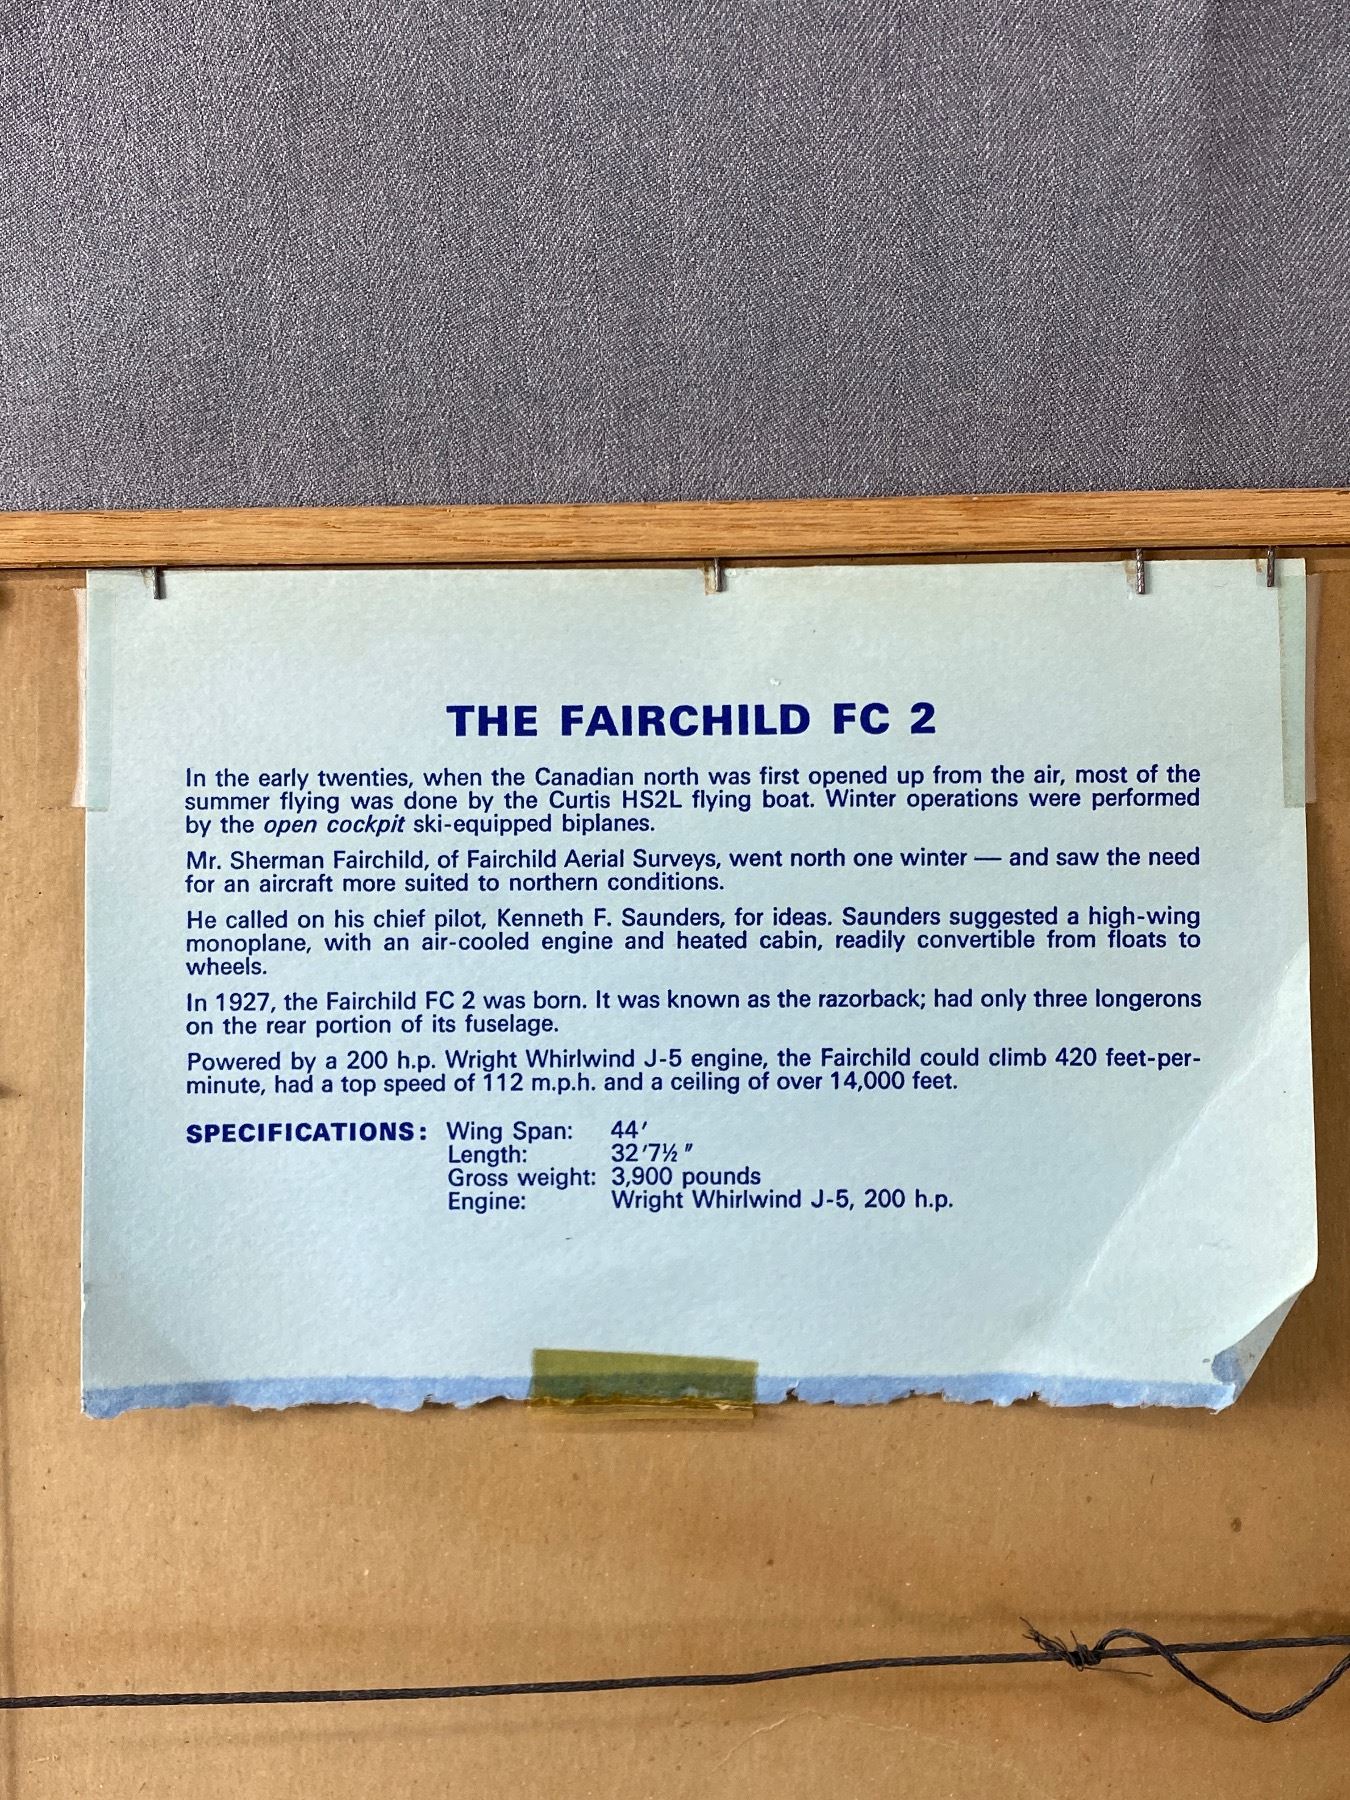 THE FAIRCHILD FC 2
In the early twenties, when the Canadian north was first opened up from the air, most of the
summer flying was done by the Curtis HS2L flying boat. Winter operations were performed
by the open cockpit ski-equipped biplanes.
Mr. Sherman Fairchild, of Fairchild Aerial Surveys, went north one winter — and saw the need
for an aircraft more suited to northern conditions.
He called on his chief pilot, Kenneth F. Saunders, for ideas. Saunders suggested a high-wing
monoplane, with an air-cooled engine and heated cabin, readily convertible from floats to
wheels.
In 1927, the Fairchild FC 2 was born. It was known as the razorback; had only three longerons
on the rear portion of its fuselage.
Powered by a 200 h.p. Wright Whirlwind J-5 engine, the Fairchild could climb 420 feet-per-
minute, had a top speed of 112 m.p.h. and a ceiling of over 14,000 feet.
SPECIFICATIONS: Wing Span: 44′
Length: 32′7½″
Gross weight: 3,900 pounds
Engine: Wright Whirlwind J-5, 200 h.p.